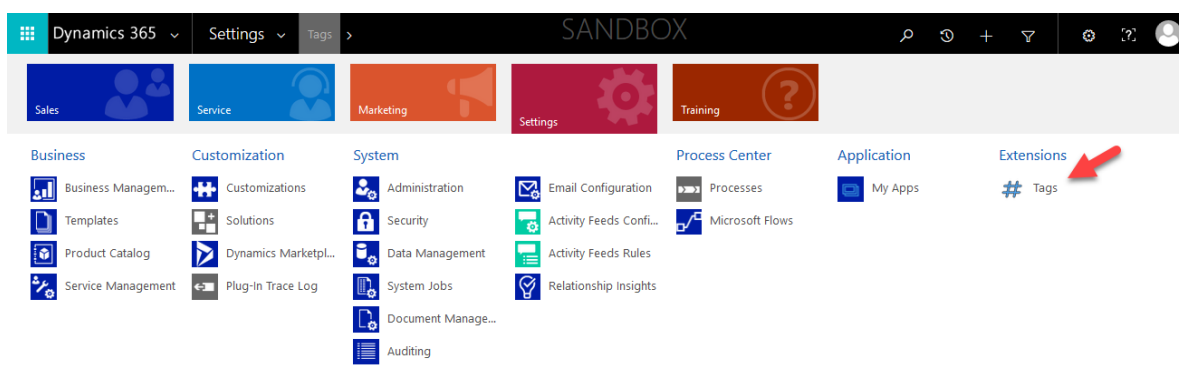 Dynamics 365 Settings Tags SANDBOX
Sales Service Marketing Settings Training
Business Customization System Process Center Application Extensions
Business Managem... Customizations Administration Email Configuration Processes My Apps # Tags
Templates Solutions Security Activity Feeds Confi... Microsoft Flows
Product Catalog Dynamics Marketpl... Data Management Activity Feeds Rules
Service Management Plug-In Trace Log System Jobs Relationship Insights
Document Manage...
Auditing